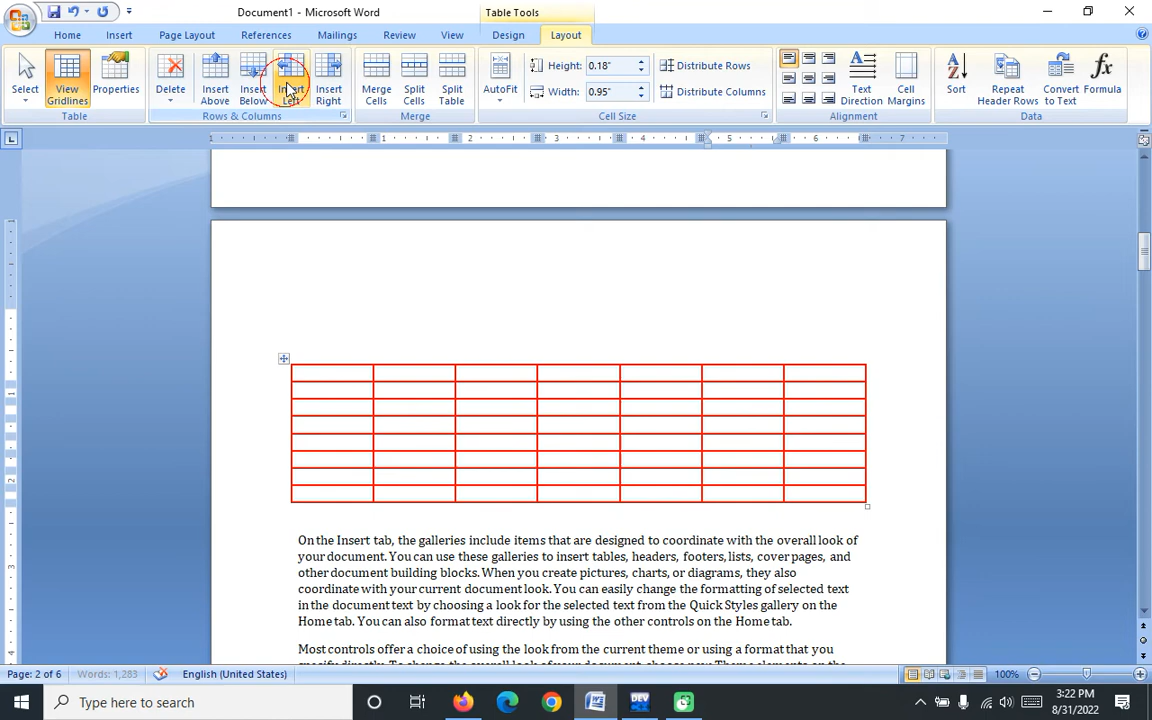 Document1 - Microsoft Word
Table Tools
Home Insert Page Layout References Mailings Review View Design Layout
Select View Gridlines Properties Delete Insert Above Insert Below Insert Left Insert Right Merge Cells Split Cells Split Table AutoFit Height: 0.18" Distribute Rows Text Direction Cell Margins Sort Repeat Header Rows Convert to Text Formula
Width: 0.95" Distribute Columns
Table Rows & Columns Merge Cell Size Alignment Data
1 1 2 3 4 5 6 7
On the Insert tab, the galleries include items that are designed to coordinate with the overall look of
your document. You can use these galleries to insert tables, headers, footers, lists, cover pages, and
other document building blocks. When you create pictures, charts, or diagrams, they also
coordinate with your current document look. You can easily change the formatting of selected text
in the document text by choosing a look for the selected text from the Quick Styles gallery on the
Home tab. You can also format text directly by using the other controls on the Home tab.
Most controls offer a choice of using the look from the current theme or using a format that you
Page: 2 of 6 Words: 1,283 English (United States) 100%
Type here to search
DEV
3:22 PM
8/31/2022